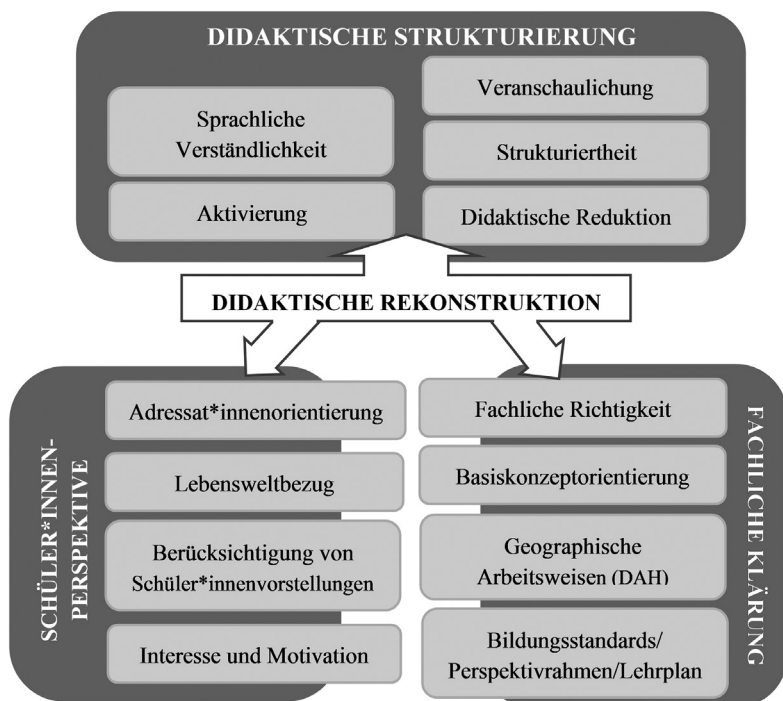 DIDAKTISCHE STRUKTURIERUNG
Sprachliche
Verständlichkeit
Aktivierung
Veranschaulichung
Strukturiertheit
Didaktische Reduktion
DIDAKTISCHE REKONSTRUKTION
SCHÜLER*INNEN-
PERSPEKTIVE
Adressat*innenorientierung
Lebensweltbezug
Berücksichtigung von
Schüler*innenvorstellungen
Interesse und Motivation
Fachliche Richtigkeit
Basiskonzeptorientierung
Geographische
Arbeitsweisen (DAH)
Bildungsstandards/
Perspektivrahmen/Lehrplan
FACHLICHE KLÄRUNG